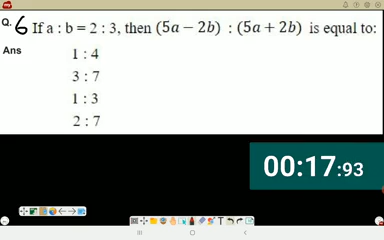 Q. 6 If a : b = 2 : 3, then (5a − 2b) : (5a + 2b) is equal to:
Ans
1 : 4
3 : 7
1 : 3
2 : 7
00:17.93